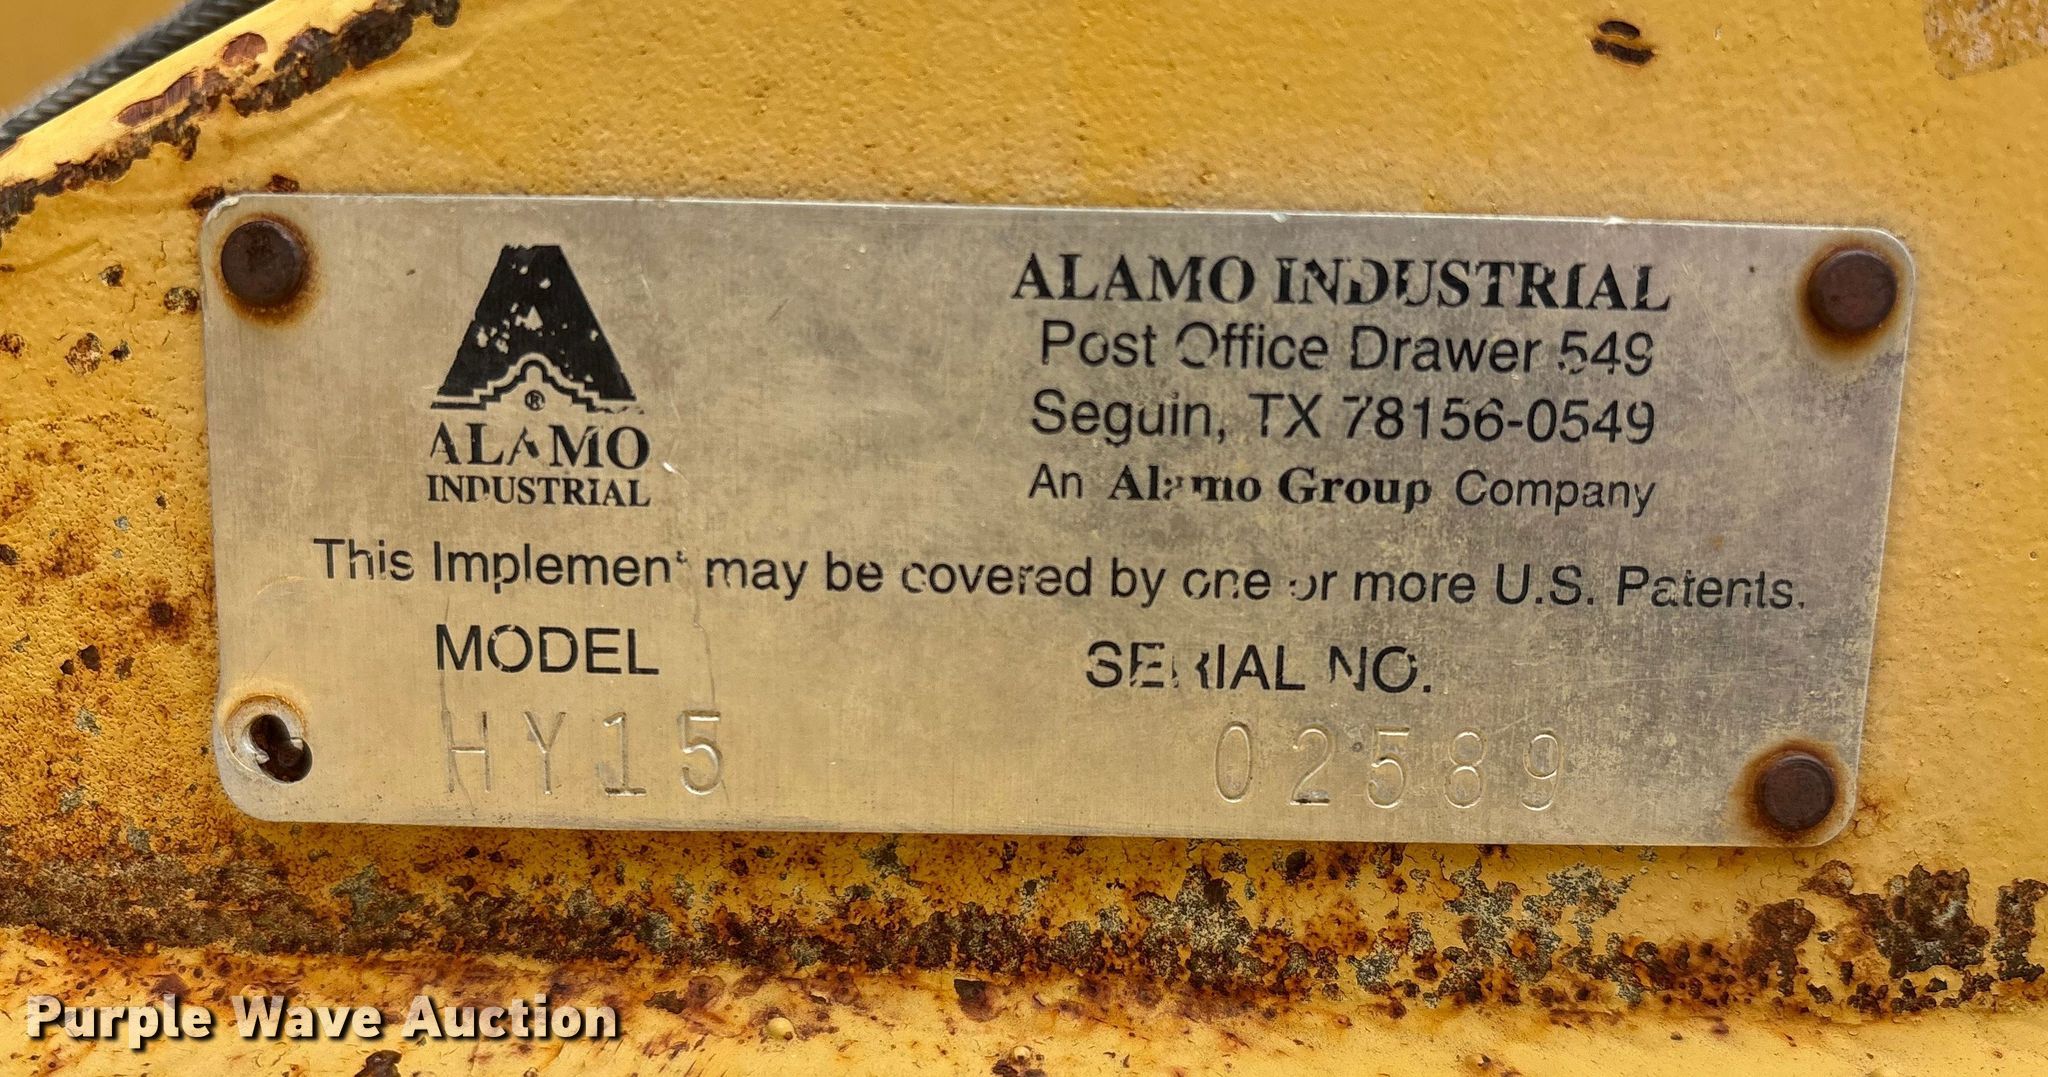 ALAMO INDUSTRIAL
Post Office Drawer 549
Seguin, TX 78156-0549
An Alamo Group Company
®
ALAMO
INDUSTRIAL
This Implement may be covered by one or more U.S. Patents.
MODEL SERIAL NO.
HY15 02589
Purple Wave Auction